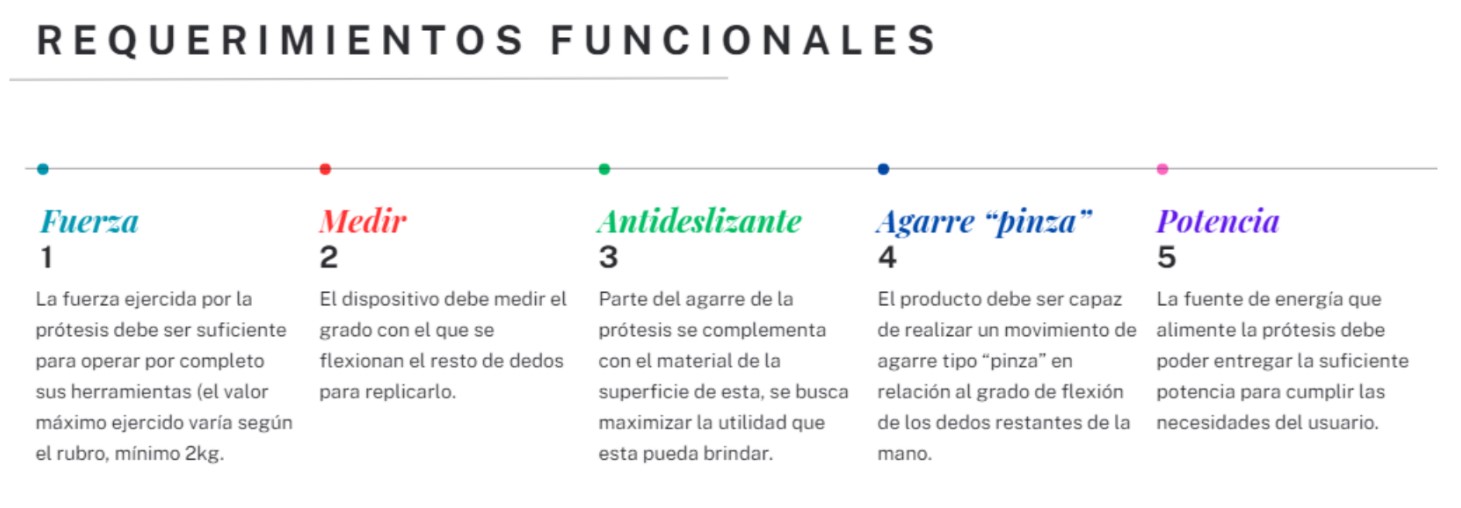 REQUERIMIENTOS FUNCIONALES
Fuerza
1
La fuerza ejercida por la
prótesis debe ser suficiente
para operar por completo
sus herramientas (el valor
máximo ejercido varía según
el rubro, mínimo 2kg.
Medir
2
El dispositivo debe medir el
grado con el que se
flexionan el resto de dedos
para replicarlo.
Antideslizante
3
Parte del agarre de la
prótesis se complementa
con el material de la
superficie de esta, se busca
maximizar la utilidad que
esta pueda brindar.
Agarre “pinza”
4
El producto debe ser capaz
de realizar un movimiento de
agarre tipo “pinza” en
relación al grado de flexión
de los dedos restantes de la
mano.
Potencia
5
La fuente de energía que
alimente la prótesis debe
poder entregar la suficiente
potencia para cumplir las
necesidades del usuario.